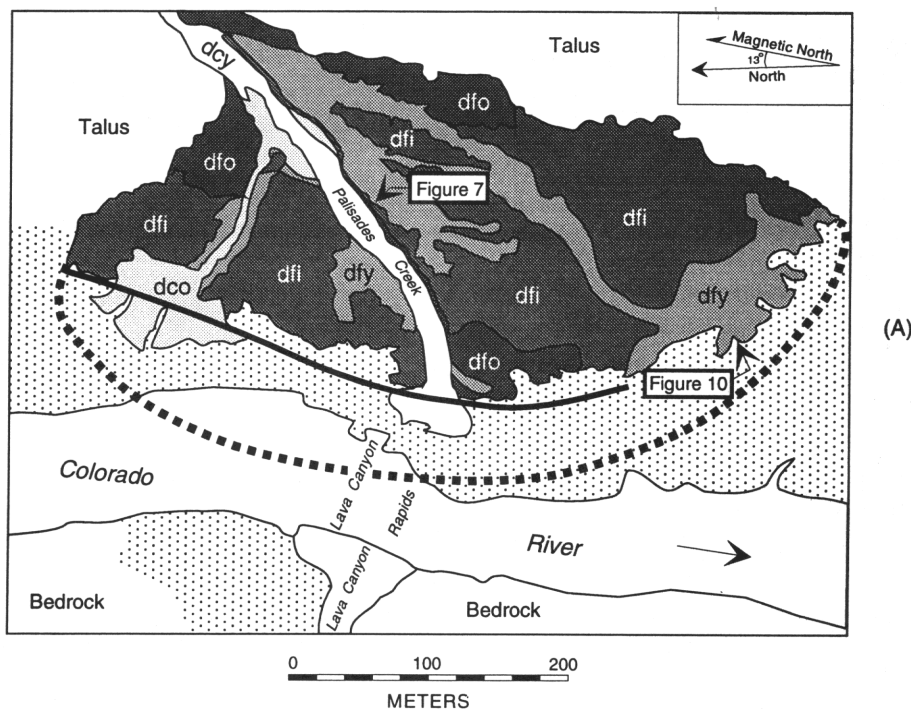 Talus
Magnetic North
13°
North
dcy
dfo
Talus
dfi
dfo
Figure 7
Palisades
Creek
dfi
dfi
dfi
dfy
dco
dfi
dfy
dfo
Figure 10
(A)
Colorado
Lava Canyon
Rapids
River
Lava Canyon
Bedrock
Bedrock
0 100 200
METERS